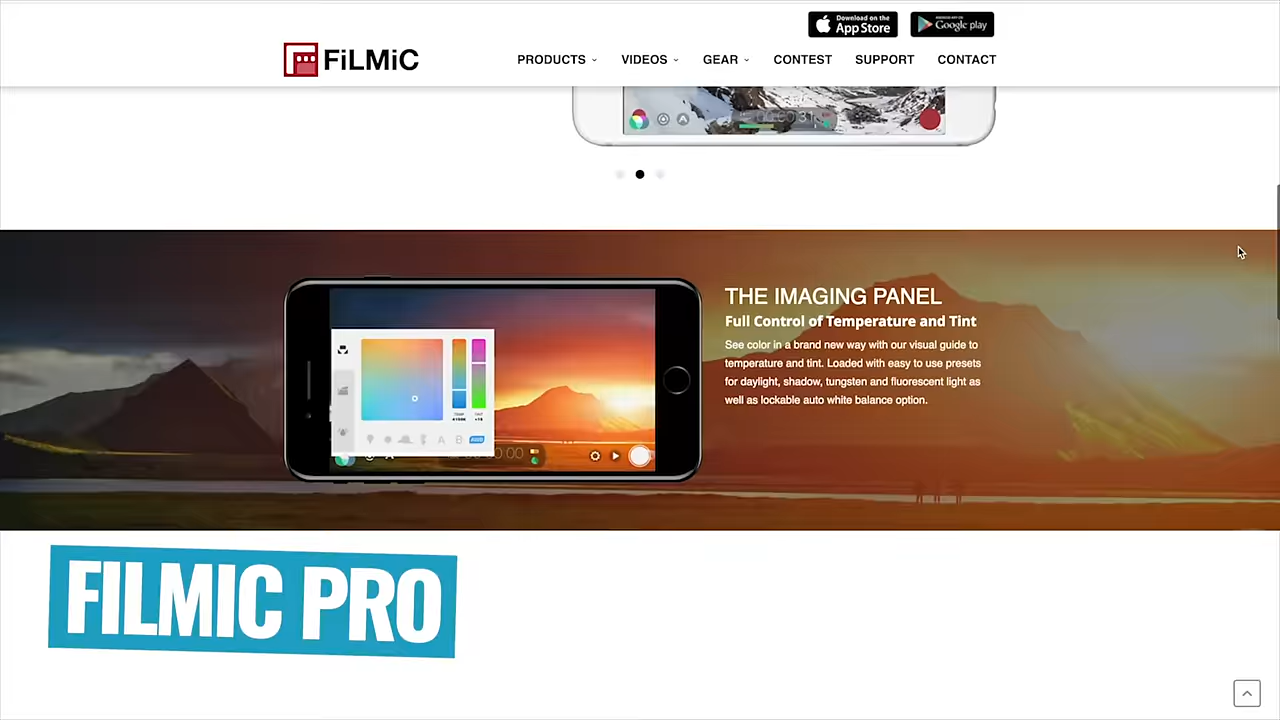 Download on the
App Store
Google play
FiLMiC
PRODUCTS
VIDEOS
GEAR
CONTEST
SUPPORT
CONTACT
THE IMAGING PANEL
Full Control of Temperature and Tint
See color in a brand new way with our visual guide to
temperature and tint. Loaded with easy to use presets
for daylight, shadow, tungsten and fluorescent light as
well as lockable auto white balance option.
FILMIC PRO